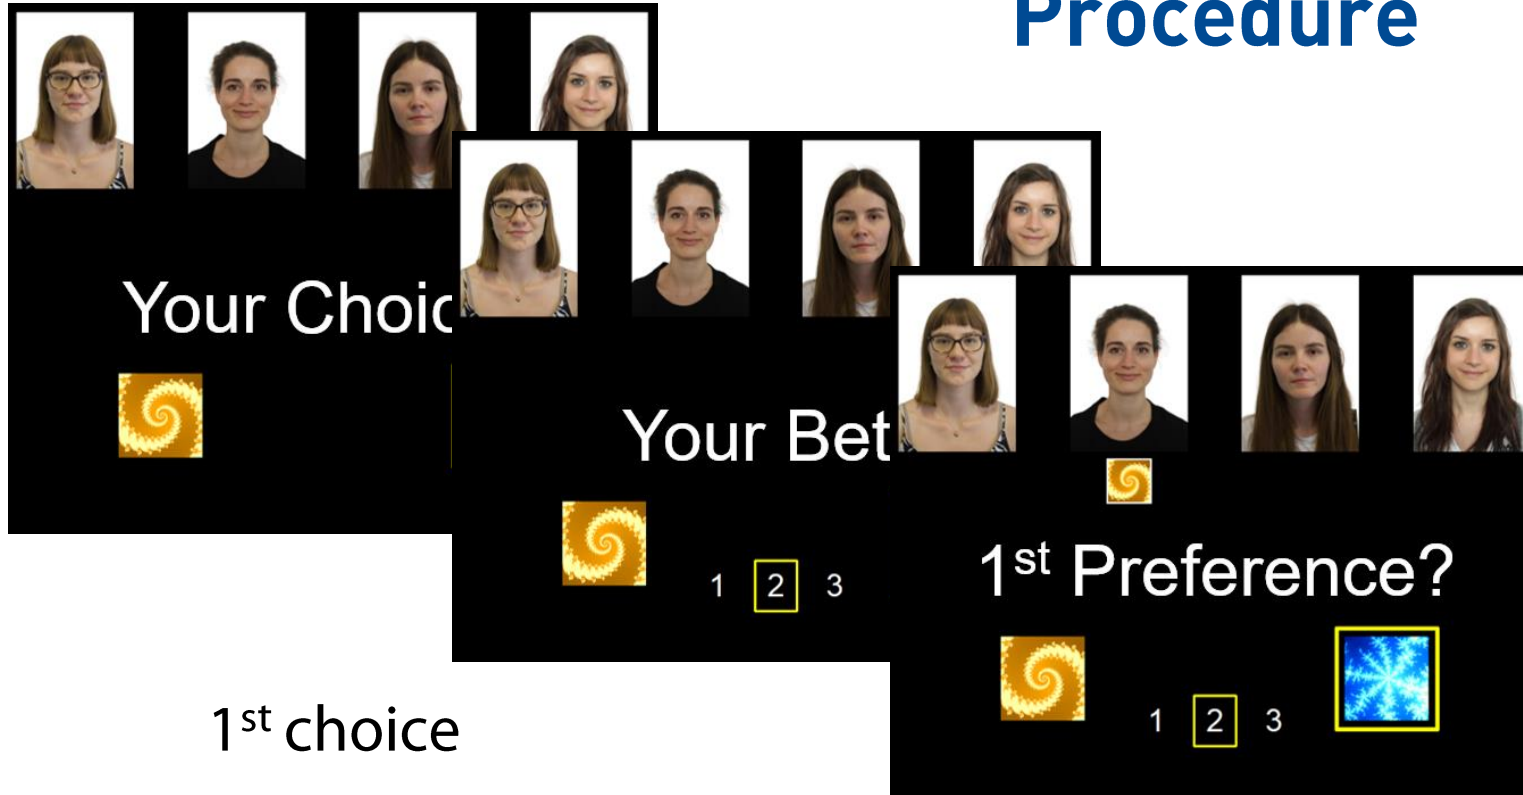 Procedure
Your Choic
Your Bet
1 2 3
1st Preference?
1 2 3
1st choice